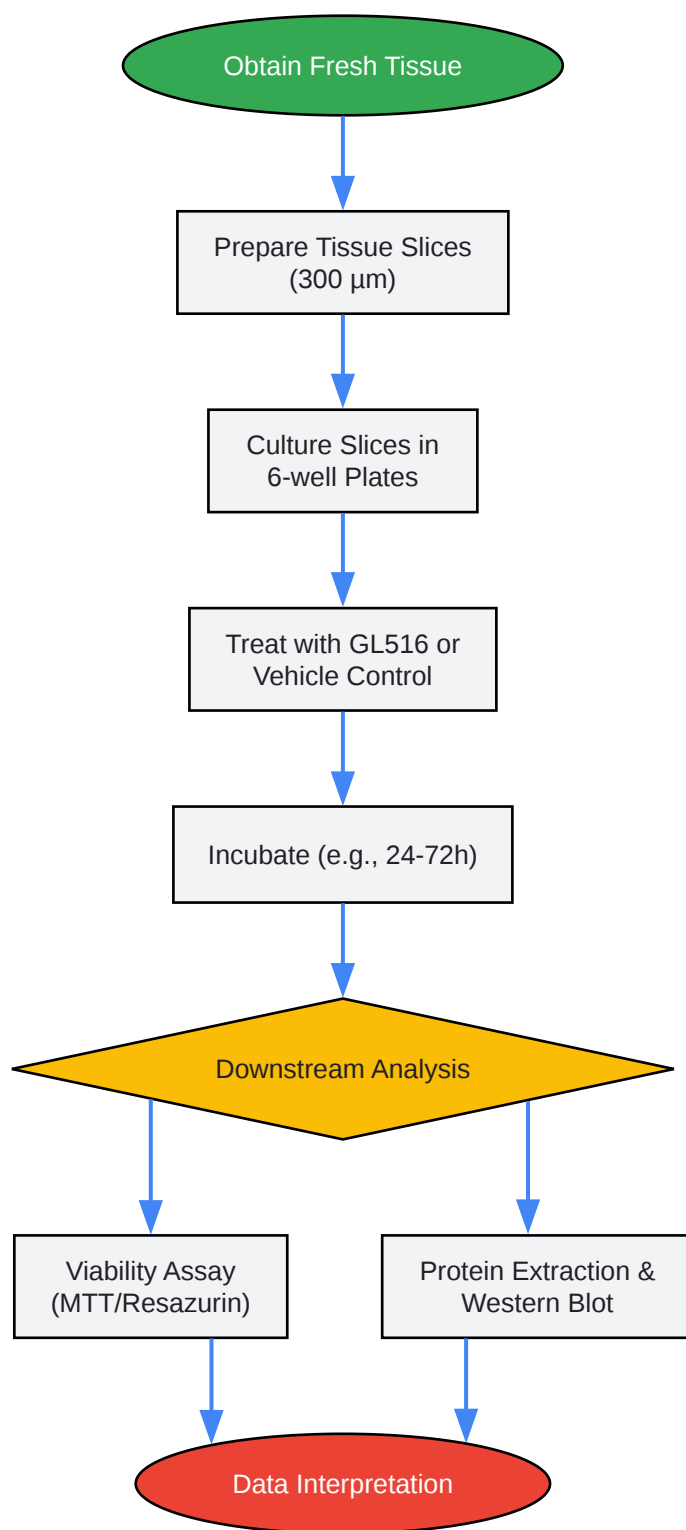 Obtain Fresh Tissue
Prepare Tissue Slices
(300 µm)
Culture Slices in
6-well Plates
Treat with GL516 or
Vehicle Control
Incubate (e.g., 24-72h)
Downstream Analysis
Viability Assay
(MTT/Resazurin)
Protein Extraction &
Western Blot
Data Interpretation